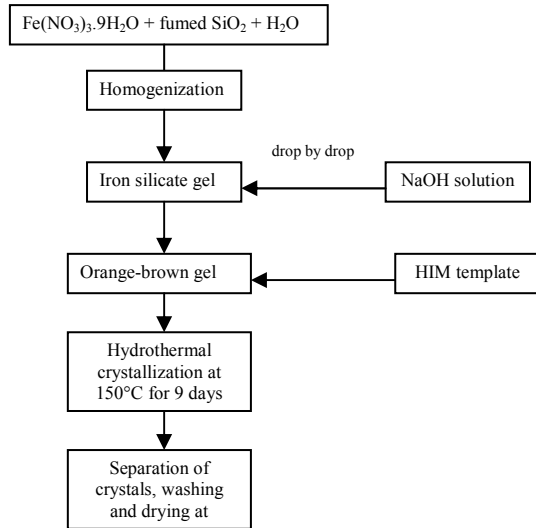 Fe(NO₃)₃.9H₂O + fumed SiO₂ + H₂O
Homogenization
drop by drop
Iron silicate gel
NaOH solution
Orange-brown gel
HIM template
Hydrothermal
crystallization at
150°C for 9 days
Separation of
crystals, washing
and drying at